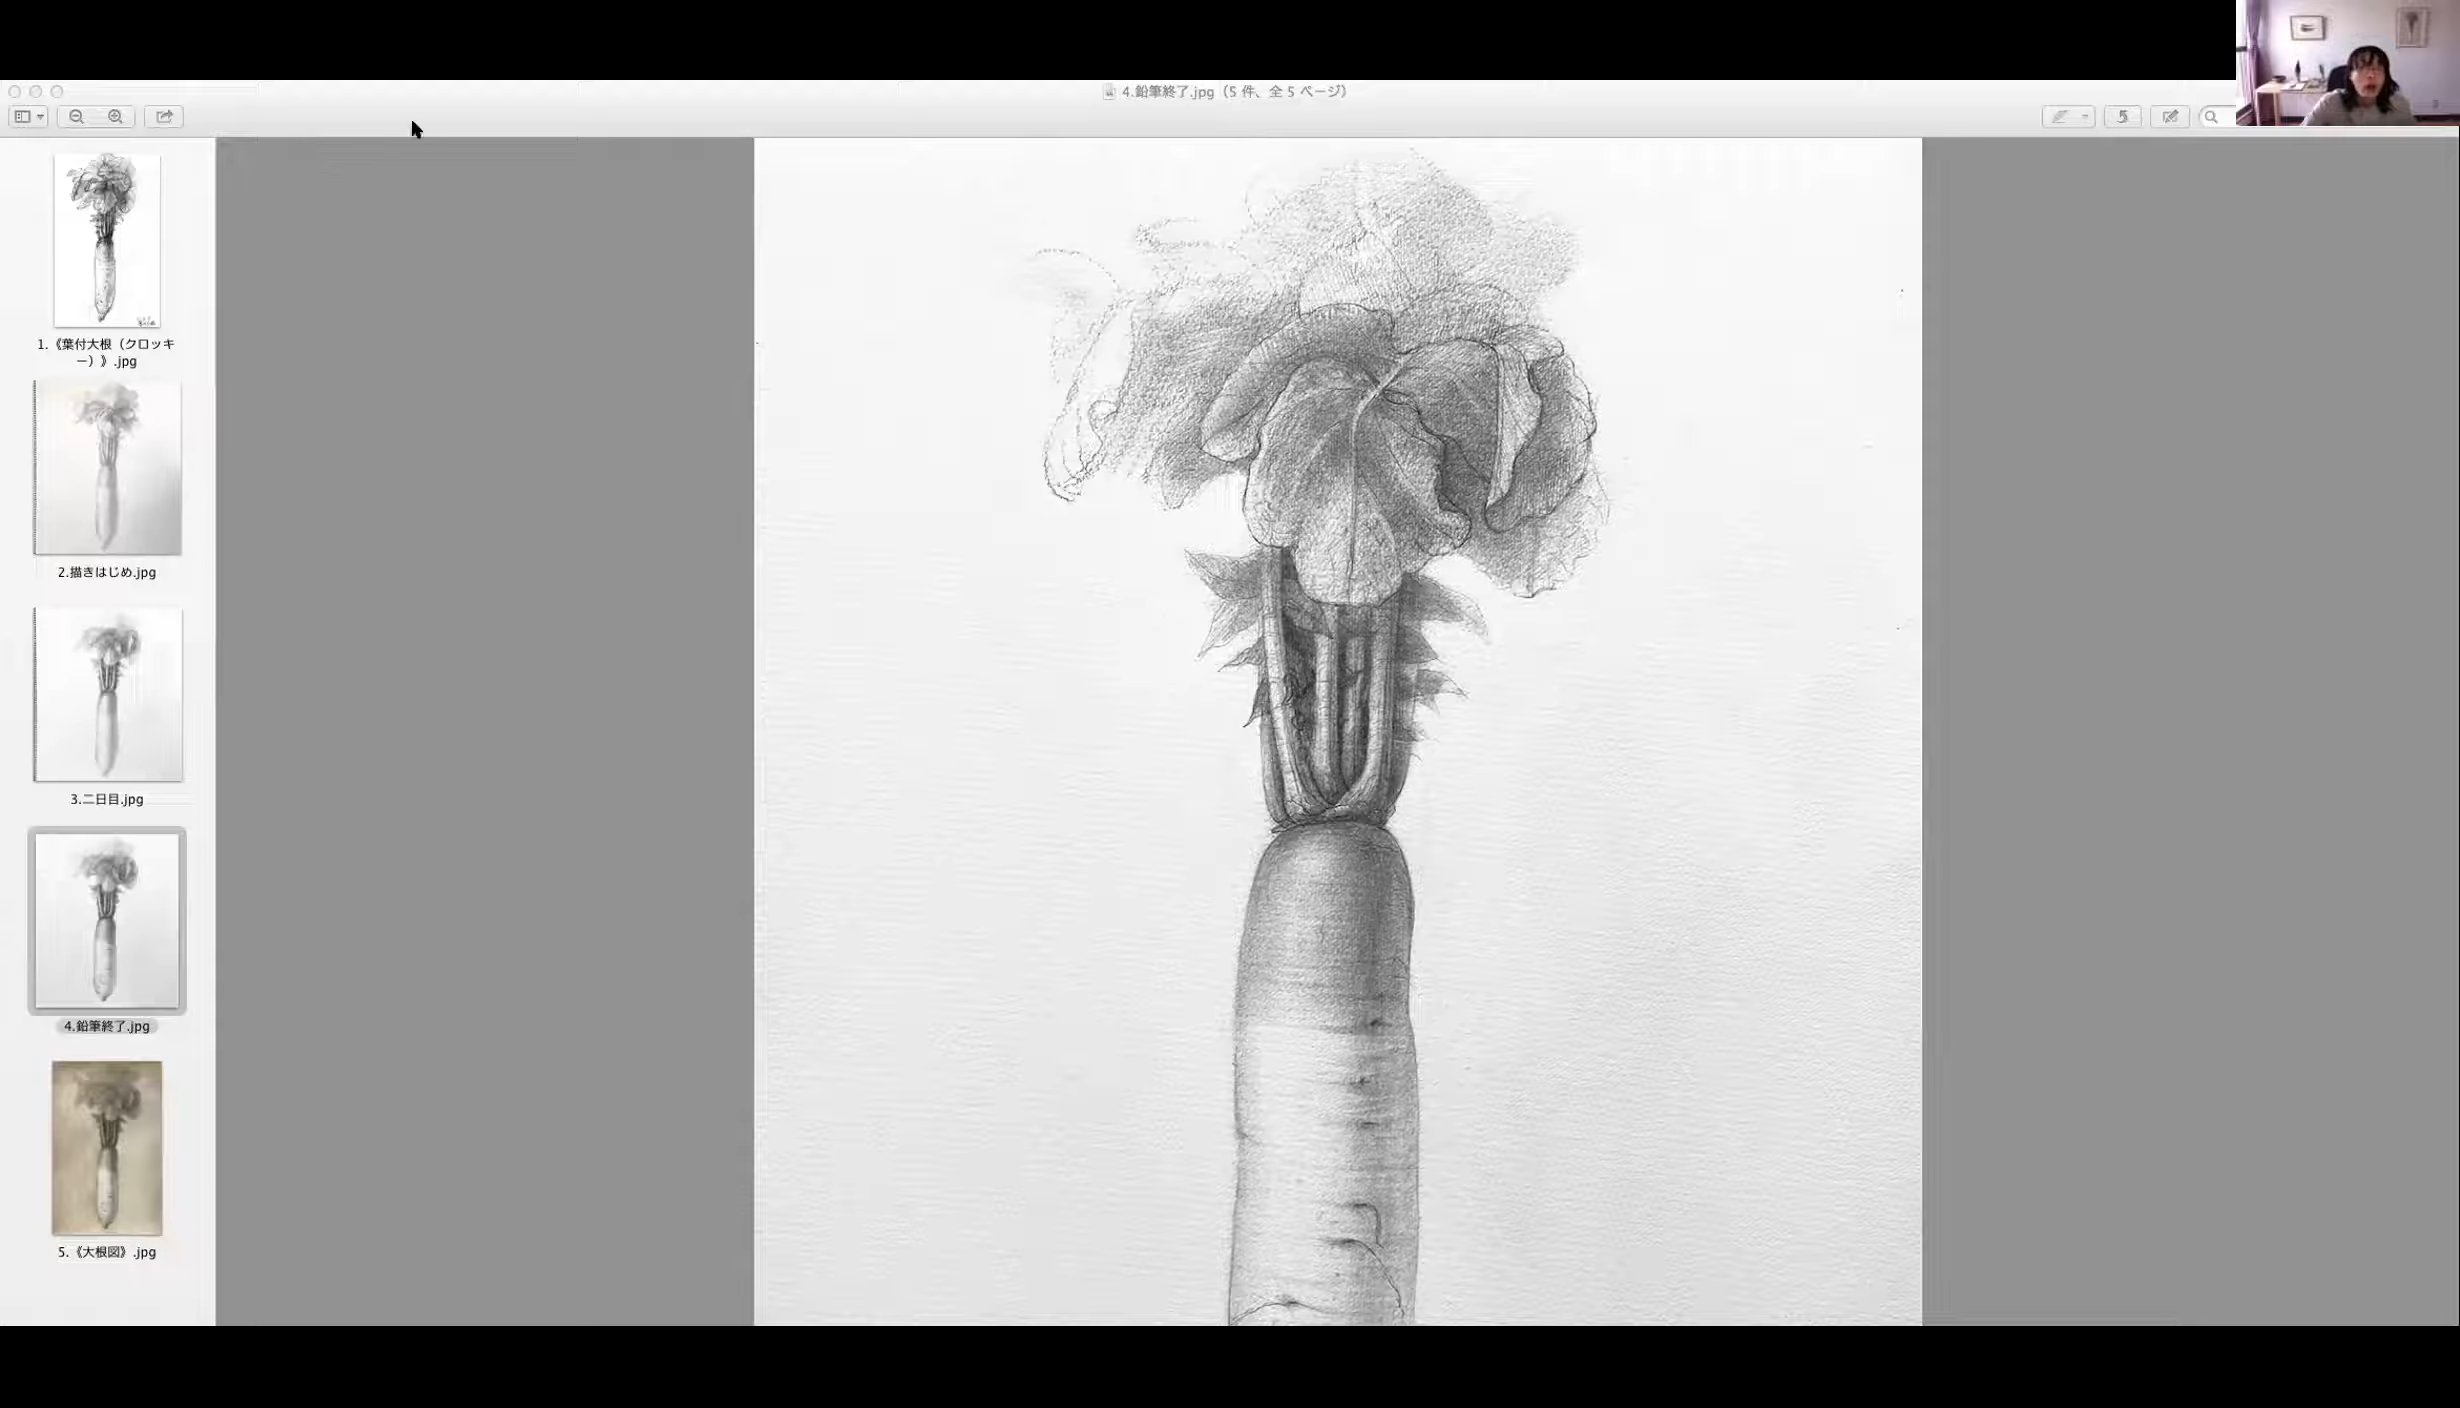 4.鉛筆終了.jpg（5 件、全 5 ページ）
1.《葉付大根（クロッキ
ー）》.jpg
2.描きはじめ.jpg
3.二日目.jpg
4.鉛筆終了.jpg
5.《大根図》.jpg